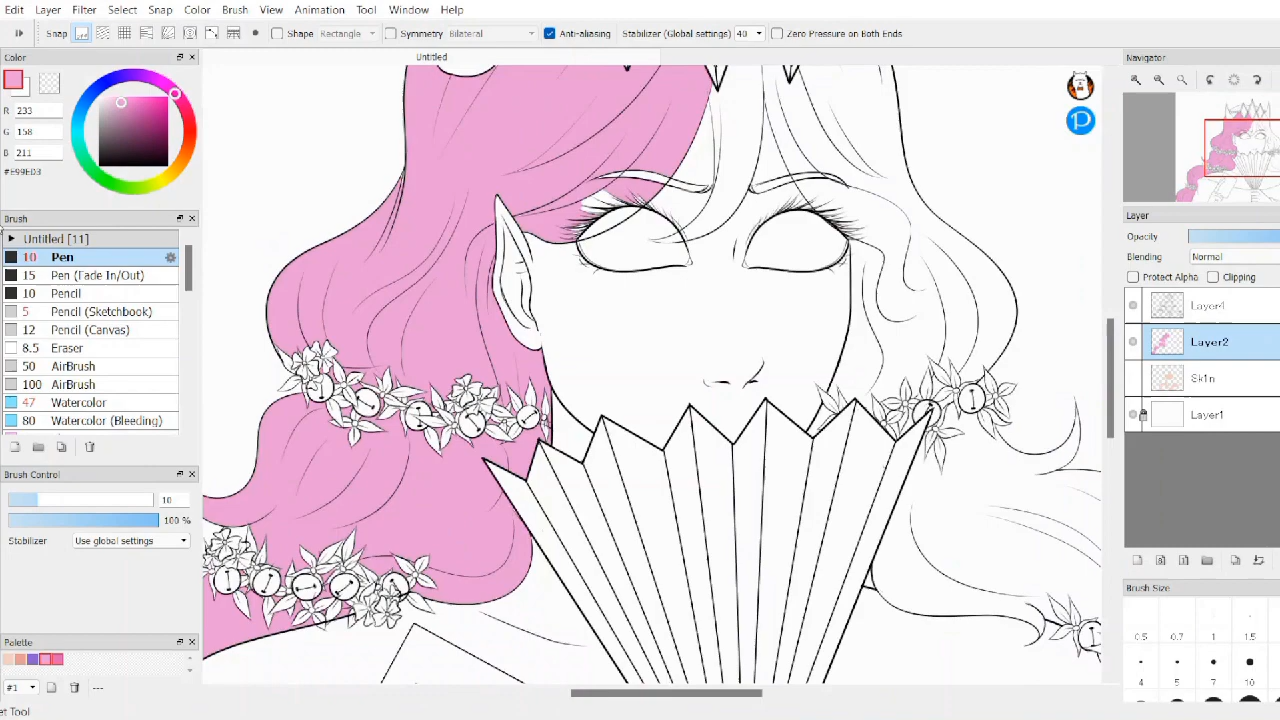 Edit Layer Filter Select Snap Color Brush View Animation Tool Window Help
Snap Shape Rectangle Symmetry Bilateral Anti-aliasing Stabilizer (Global settings) 40 Zero Pressure on Both Ends
Color
Untitled
Navigator
R 233
G 158
B 211
#E99ED3
Brush
Untitled [11]
10 Pen
15 Pen (Fade In/Out)
10 Pencil
5 Pencil (Sketchbook)
12 Pencil (Canvas)
8.5 Eraser
50 AirBrush
100 AirBrush
47 Watercolor
80 Watercolor (Bleeding)
Brush Control
10
100 %
Stabilizer Use global settings
Palette
#1 ---
et Tool
P
Layer
Opacity
Blending Normal
Protect Alpha Clipping
Layer4
Layer2
Sk1n
Layer1
Brush Size
0.5 0.7 1 1.5
4 5 7 10